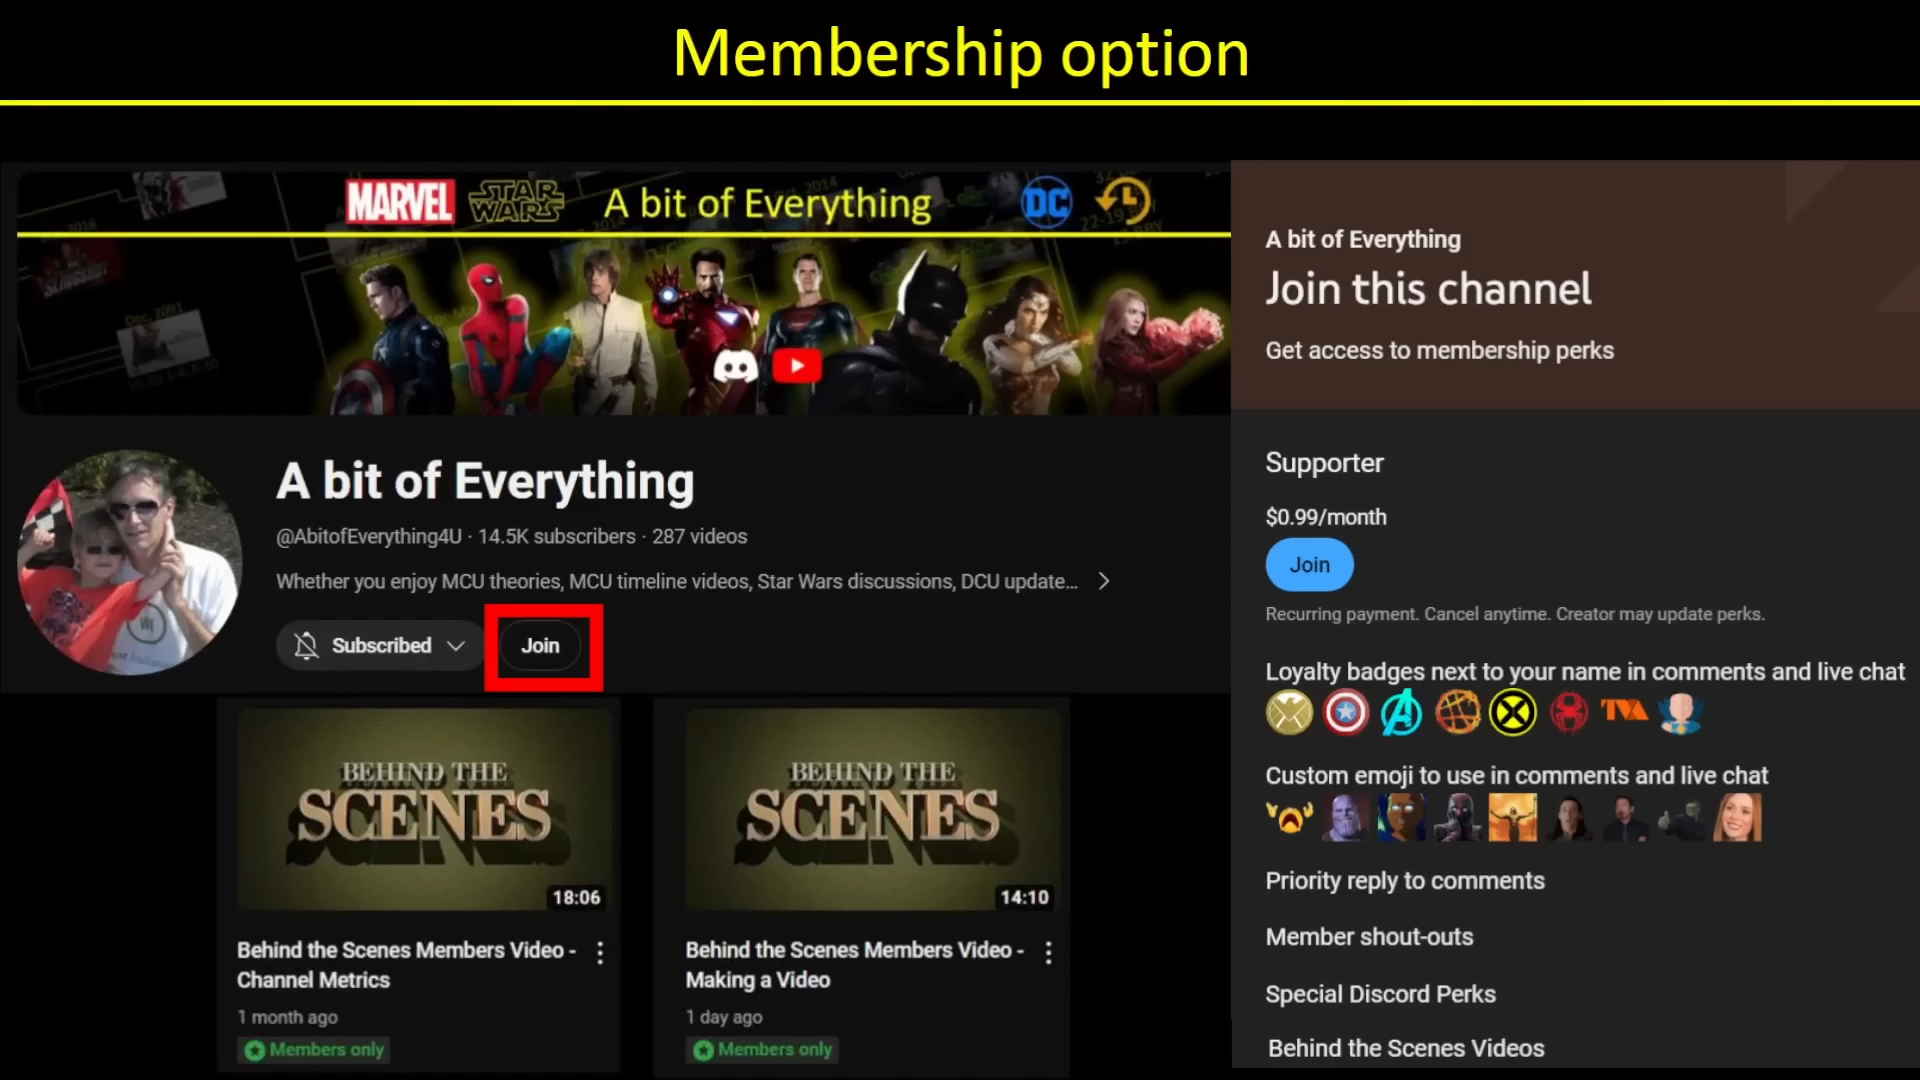 Membership option
MARVEL STAR WARS A bit of Everything DC
A bit of Everything
@AbitofEverything4U · 14.5K subscribers · 287 videos
Whether you enjoy MCU theories, MCU timeline videos, Star Wars discussions, DCU update...
Subscribed
Join
BEHIND THE
SCENES
18:06
Behind the Scenes Members Video -
Channel Metrics
1 month ago
Members only
BEHIND THE
SCENES
14:10
Behind the Scenes Members Video -
Making a Video
1 day ago
Members only
A bit of Everything
Join this channel
Get access to membership perks
Supporter
$0.99/month
Join
Recurring payment. Cancel anytime. Creator may update perks.
Loyalty badges next to your name in comments and live chat
TVA
Custom emoji to use in comments and live chat
Priority reply to comments
Member shout-outs
Special Discord Perks
Behind the Scenes Videos